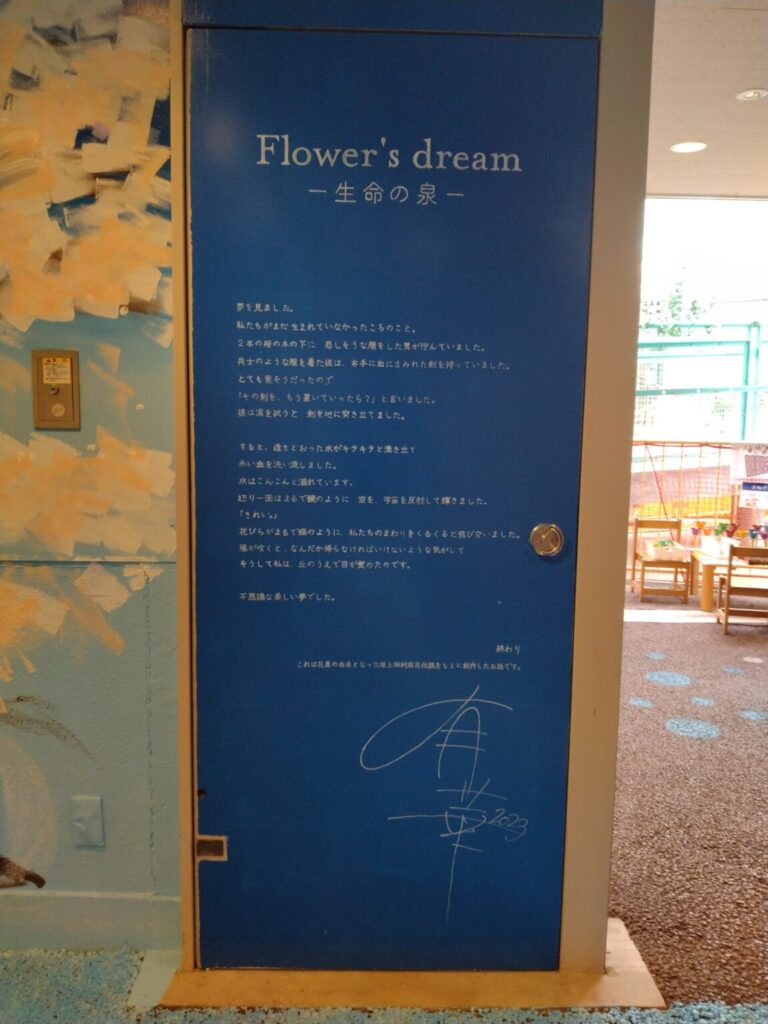 Flower's dream
ー生命の泉ー
夢を見ました。
私たちがまだ生まれていなかったころのこと。
2本の桜の木の下に 悲しそうな顔をした男が佇んでいました。
兵士のような服を着た彼は、右手に血にまみれた剣を持っていました。
とても重そうだったので
「その剣を、もう置いていったら？」と言いました。
彼は涙を拭うと 剣を地に突き立てました。
すると、透きとおった水がキラキラと湧き出て
赤い血を洗い流しました。
水はこんこんと溢れています。
辺り一面はまるで鏡のように 空を、宇宙を反射して輝きました。
「きれい。」
花びらがまるで蝶のように、私たちのまわりをくるくると飛び交いました。
風が吹くと、なんだか帰らなければいけないような気がして
そうして私は、丘のうえで目が覚めたのです。
不思議な美しい夢でした。
終わり
これは花泉の由来となった坂上田村麻呂伝説をもとに創作したお話です。
有華
2023